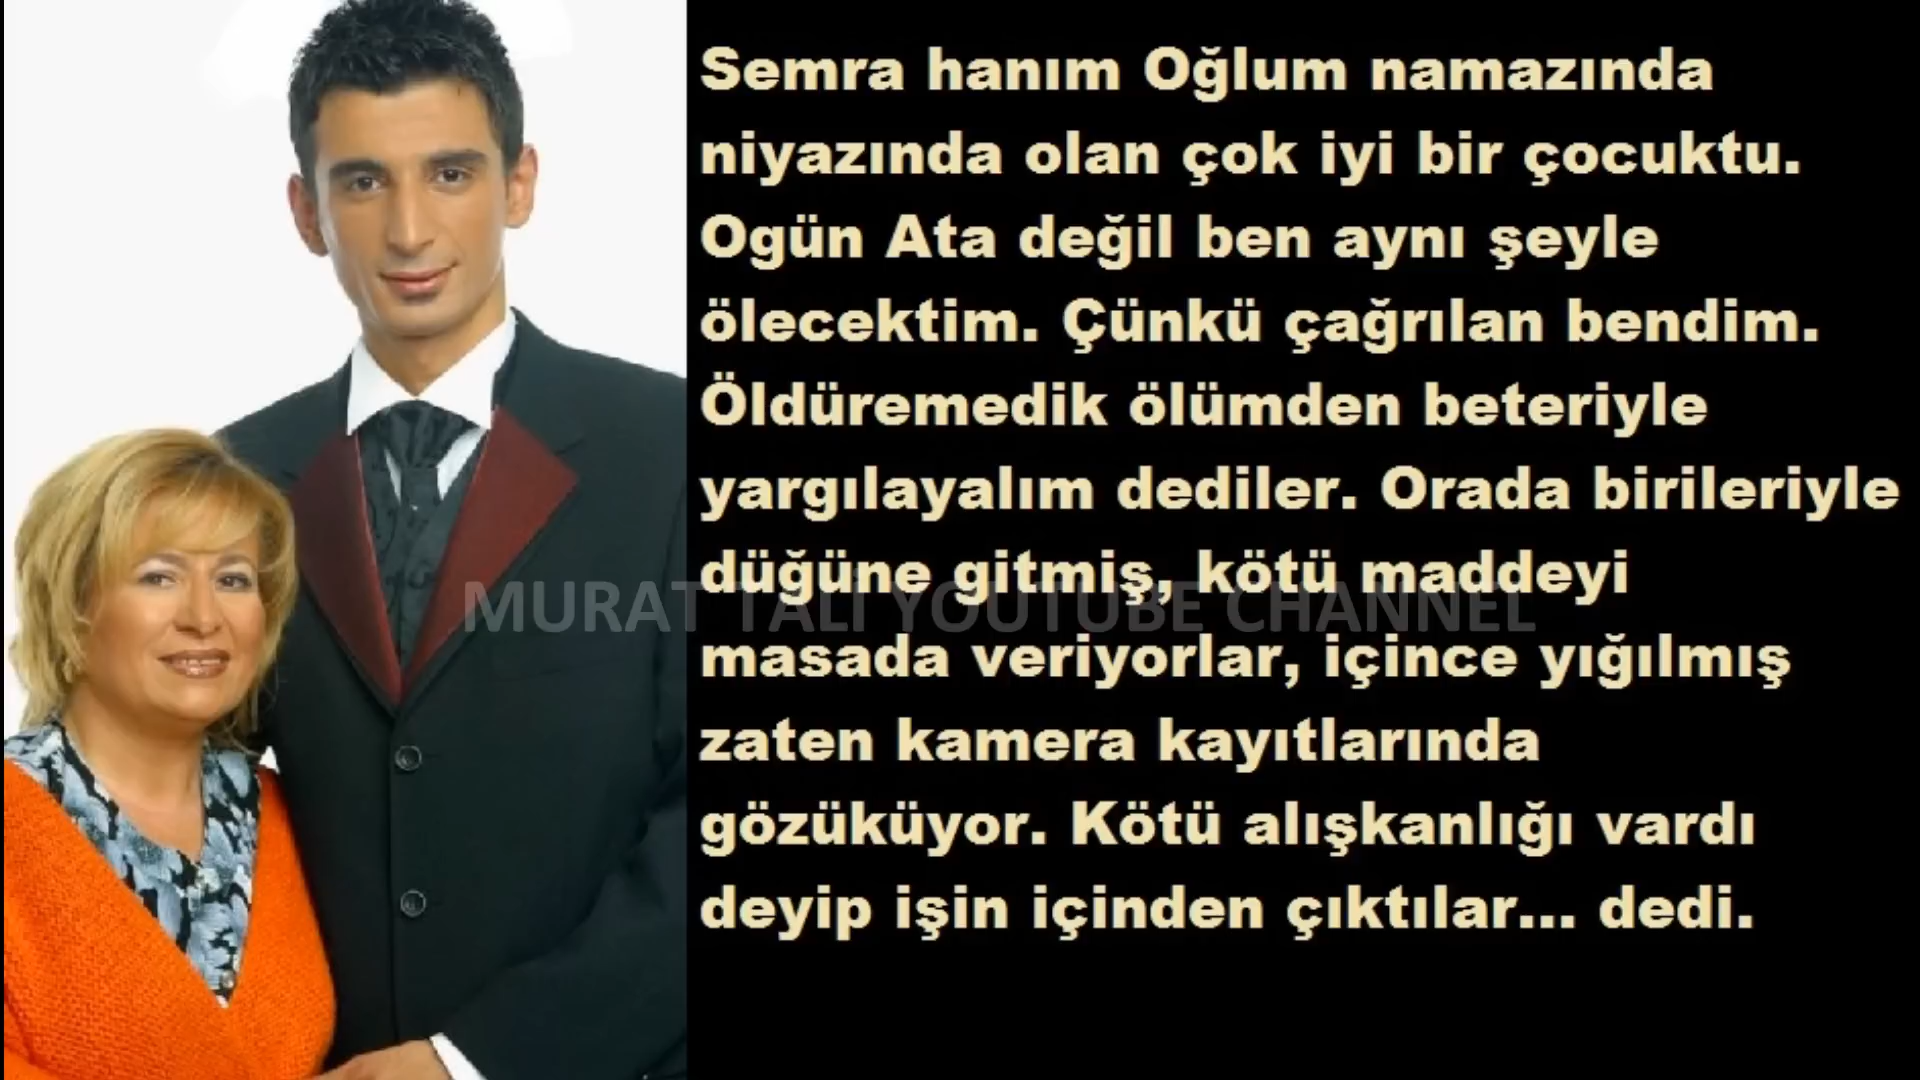 Semra hanım Oğlum namazında
niyazında olan çok iyi bir çocuktu.
Ogün Ata değil ben aynı şeyle
ölecektim. Çünkü çağrılan bendim.
Öldüremedik ölümden beteriyle
yargılayalım dediler. Orada birileriyle
düğüne gitmiş, kötü maddeyi
MURAT TALİ YOUTUBE CHANNEL
masada veriyorlar, içince yığılmış
zaten kamera kayıtlarında
gözüküyor. Kötü alışkanlığı vardı
deyip işin içinden çıktılar... dedi.